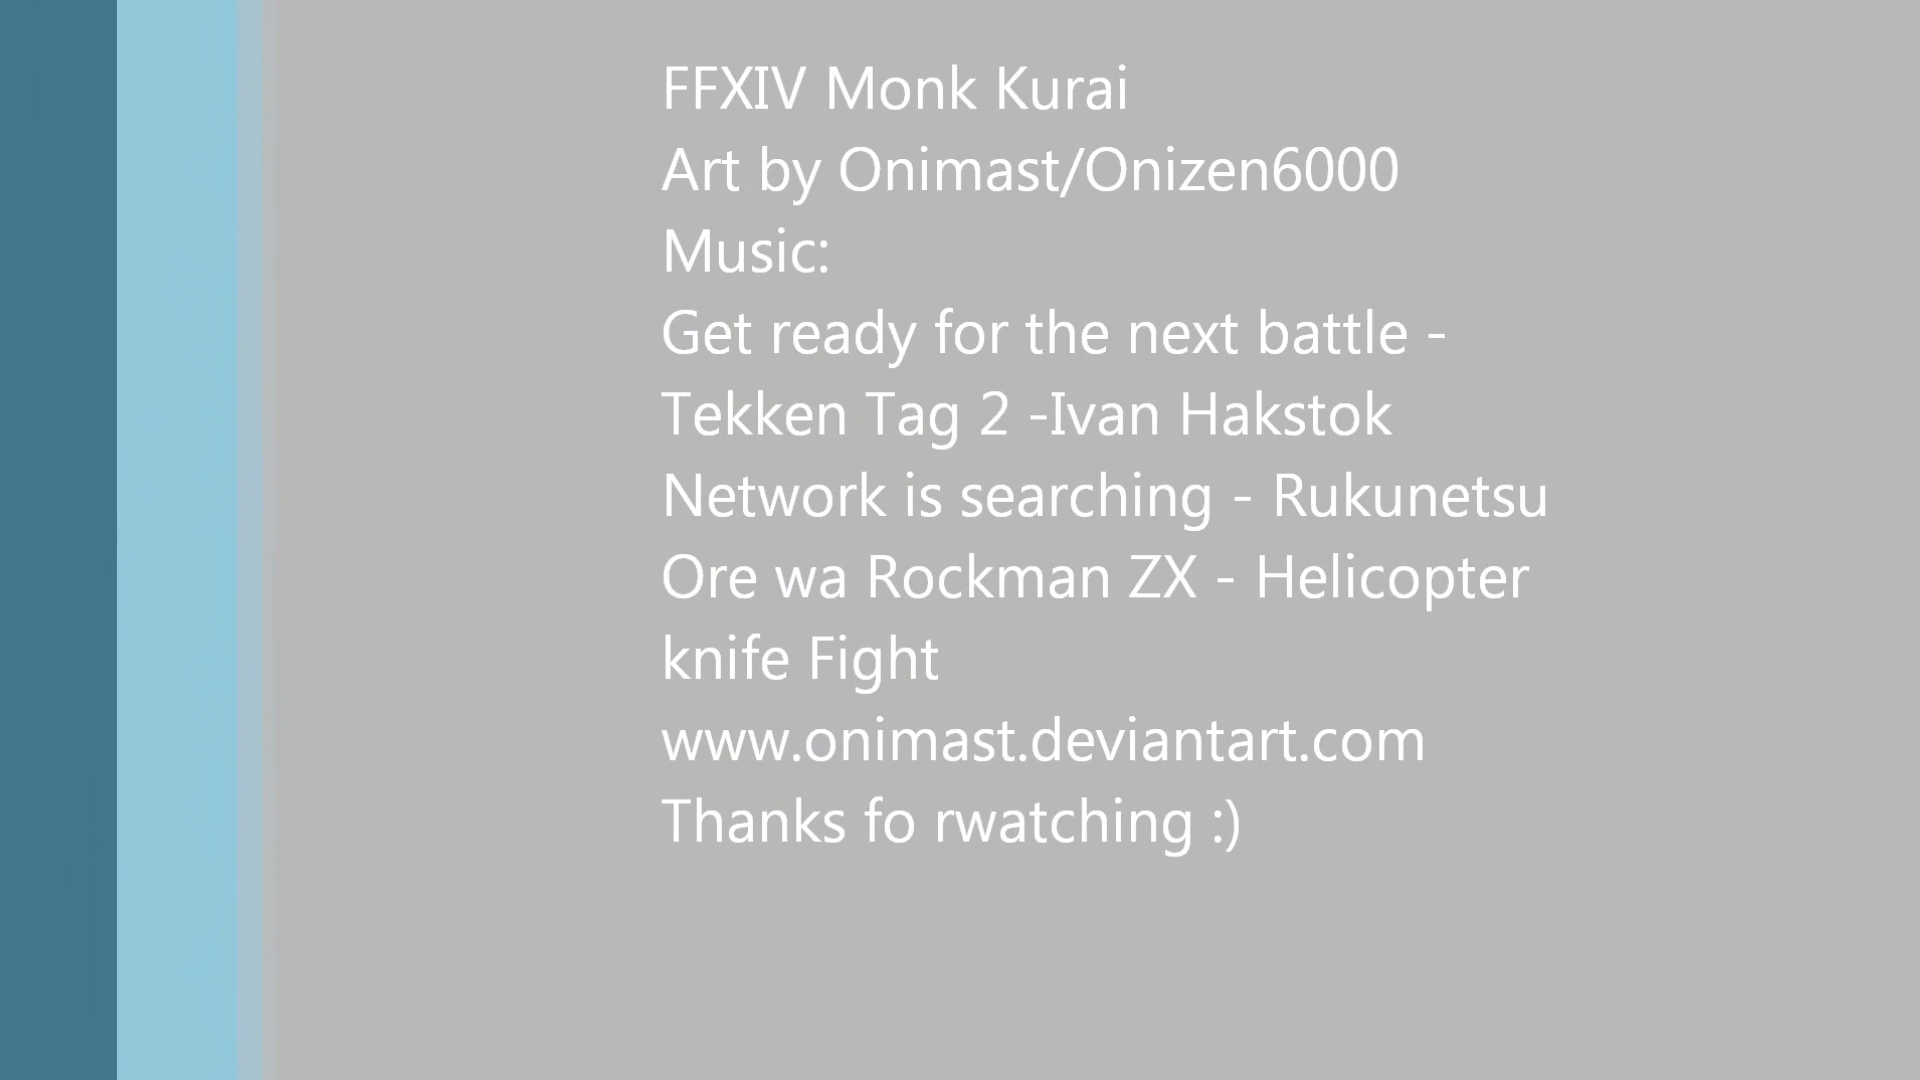 FFXIV Monk Kurai
Art by Onimast/Onizen6000
Music:
Get ready for the next battle -
Tekken Tag 2 -Ivan Hakstok
Network is searching - Rukunetsu
Ore wa Rockman ZX - Helicopter
knife Fight
www.onimast.deviantart.com
Thanks fo rwatching :)